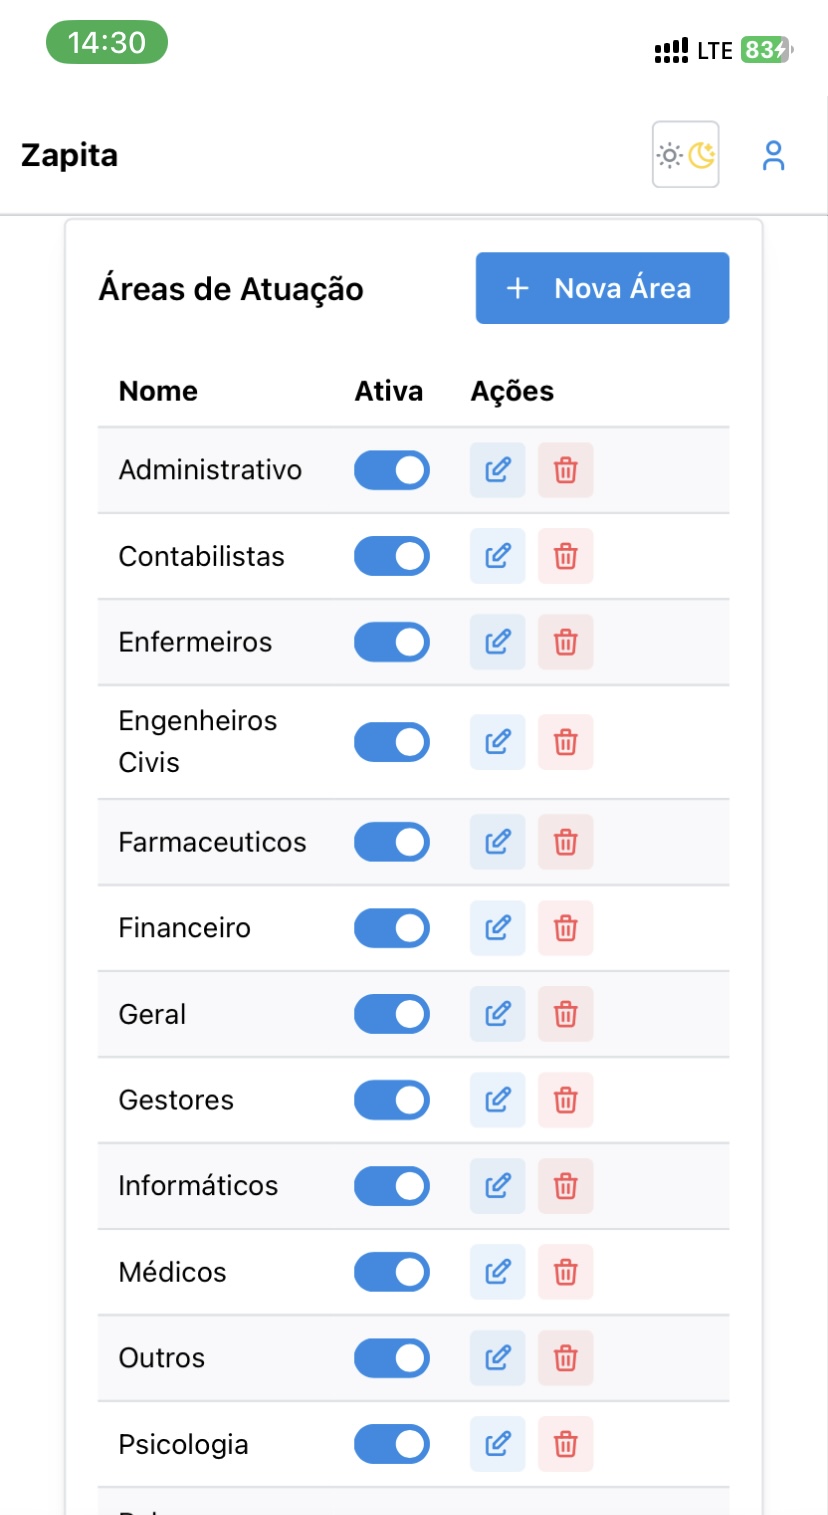 14:30
LTE 83
Zapita
Áreas de Atuação
Nova Área
Nome Ativa Ações
Administrativo
Contabilistas
Enfermeiros
Engenheiros
Civis
Farmaceuticos
Financeiro
Geral
Gestores
Informáticos
Médicos
Outros
Psicologia